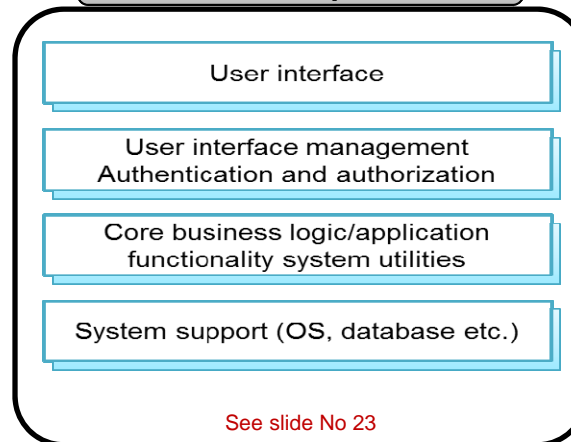 User interface
User interface management
Authentication and authorization
Core business logic/application
functionality system utilities
System support (OS, database etc.)
See slide No 23